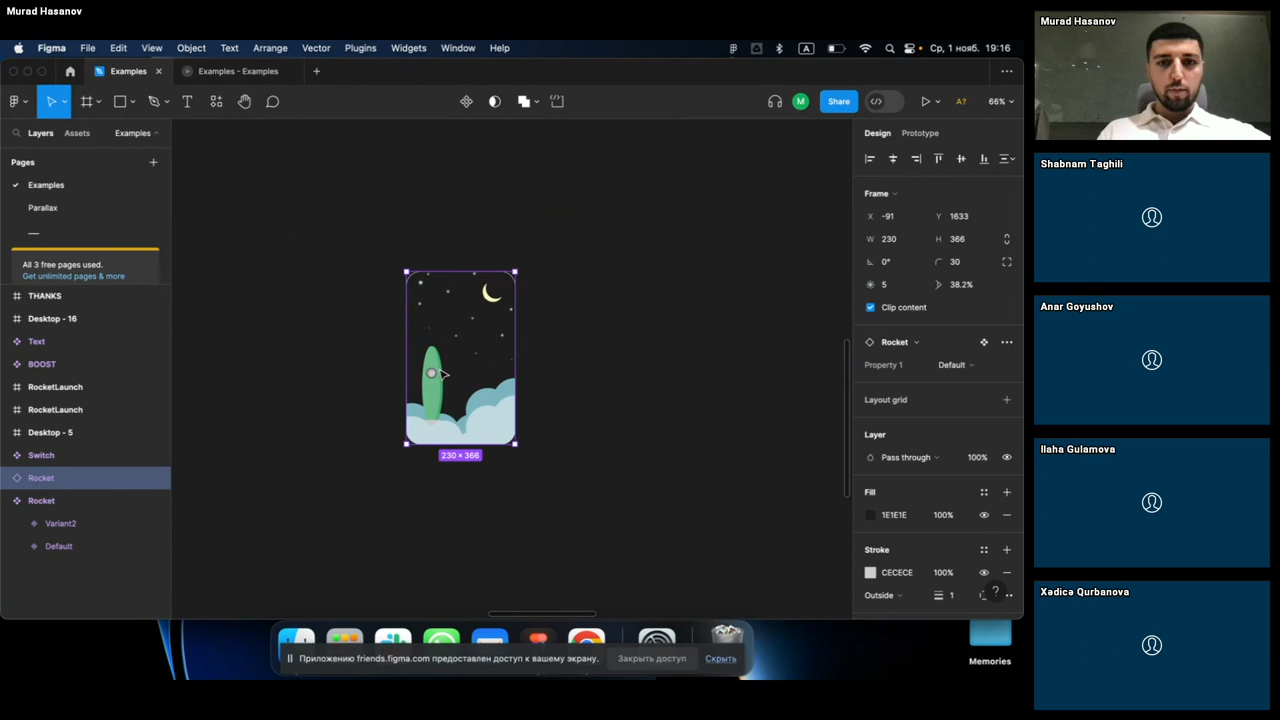 Murad Hasanov
Figma File Edit View Object Text Arrange Vector Plugins Widgets Window Help
A
Ср, 1 нояб. 19:16
Examples
Examples - Examples
M
Share
A?
66%
Layers
Assets
Examples
Pages
Examples
Parallax
All 3 free pages used.
Get unlimited pages & more
THANKS
Desktop - 16
Text
BOOST
RocketLaunch
RocketLaunch
Desktop - 5
Switch
Rocket
Rocket
Variant2
Default
230 × 366
Design
Prototype
Frame
X -91
Y 1633
W 230
H 366
0°
30
5
38.2%
Clip content
Rocket
Property 1
Default
Layout grid
Layer
Pass through
100%
Fill
1E1E1E
100%
Stroke
CECECE
100%
Outside
1
?
Приложению friends.figma.com предоставлен доступ к вашему экрану.
Закрыть доступ
Скрыть
Memories
Murad Hasanov
Shabnam Taghili
Anar Goyushov
Ilaha Gulamova
Xədicə Qurbanova